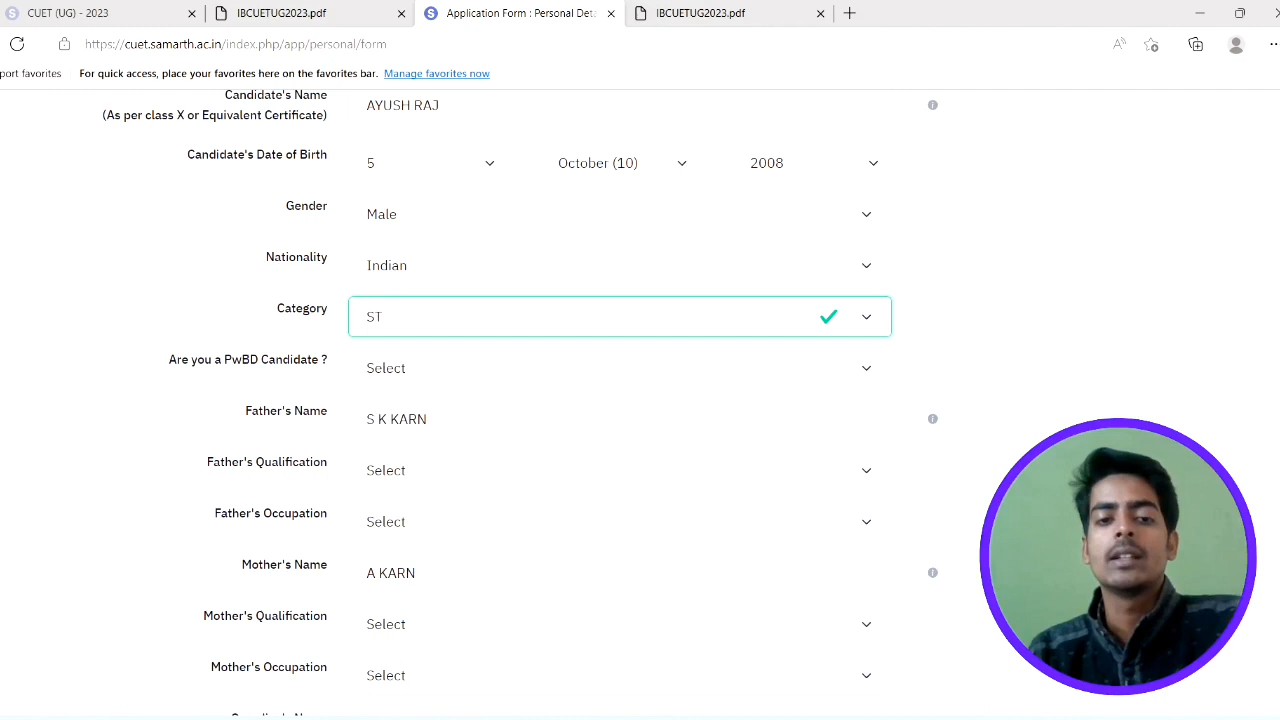 CUET (UG) - 2023
IBCUETUG2023.pdf
Application Form : Personal Deta
IBCUETUG2023.pdf
https://cuet.samarth.ac.in/index.php/app/personal/form
port favorites For quick access, place your favorites here on the favorites bar. Manage favorites now
Candidate's Name
(As per class X or Equivalent Certificate)
AYUSH RAJ
Candidate's Date of Birth
5 October (10) 2008
Gender
Male
Nationality
Indian
Category
ST
Are you a PwBD Candidate ?
Select
Father's Name
S K KARN
Father's Qualification
Select
Father's Occupation
Select
Mother's Name
A KARN
Mother's Qualification
Select
Mother's Occupation
Select